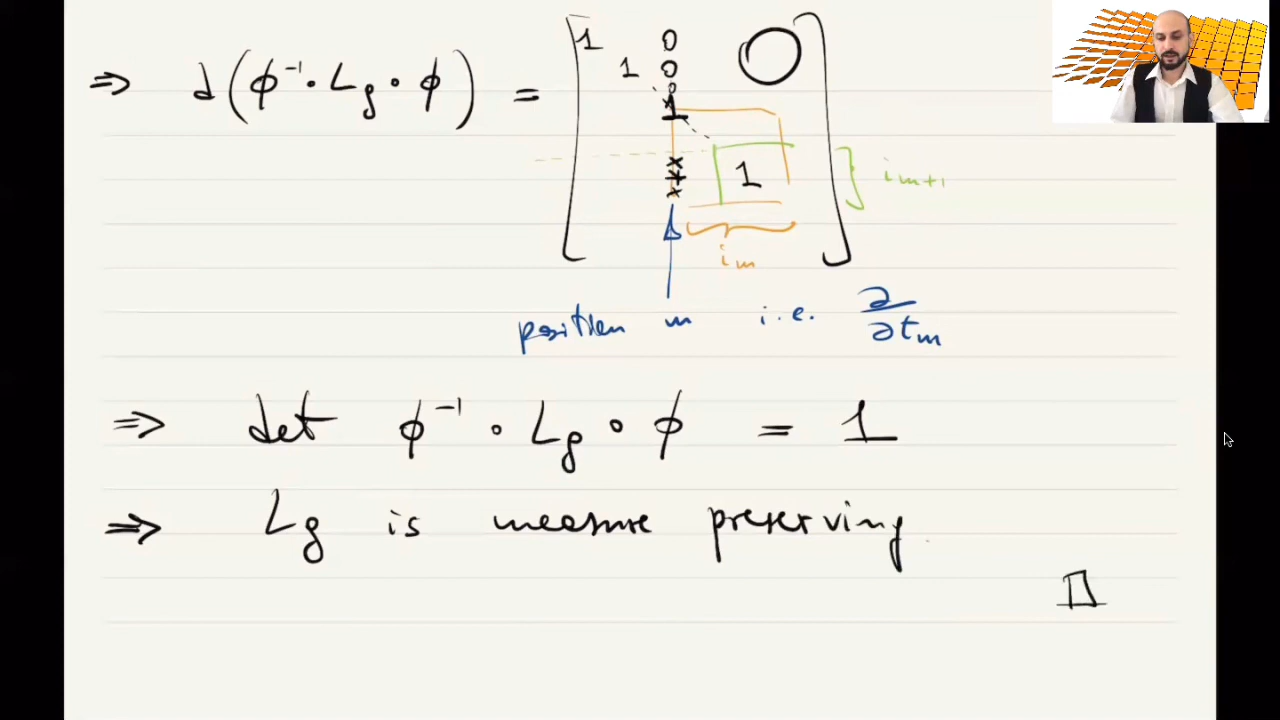 ⇒ d(ϕ⁻¹ ∘ L_g ∘ ϕ) =
1 0
1 0
0
1
x
x 1 i_{m+1}
x
i_m
position m i.e. ∂/∂t_m
⇒ det ϕ⁻¹ ∘ L_g ∘ ϕ = 1
⇒ L_g is measure preserving.